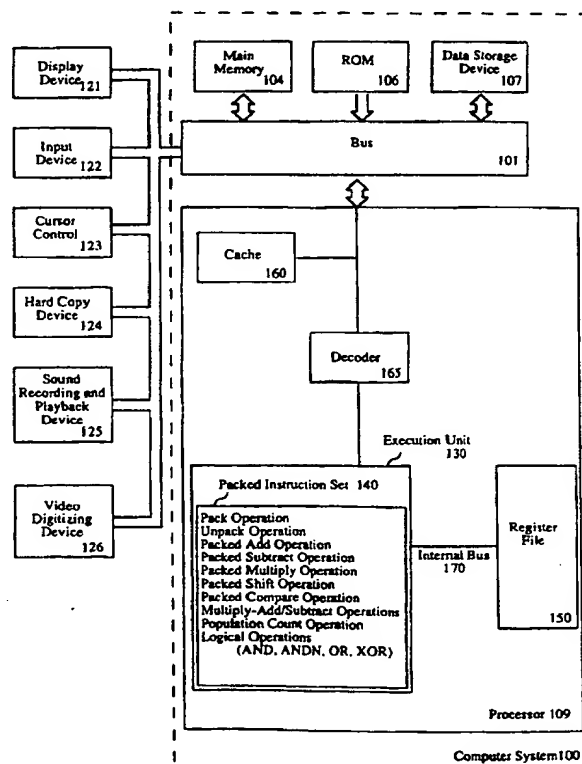 Display
Device
121
Input
Device
122
Cursor
Control
123
Hard Copy
Device
124
Sound
Recording and
Playback
Device
125
Video
Digitizing
Device
126
Main
Memory
104
ROM
106
Data Storage
Device
107
Bus
101
Cache
160
Decoder
165
Execution Unit
130
Packed Instruction Set 140
Pack Operation
Unpack Operation
Packed Add Operation
Packed Subtract Operation
Packed Multiply Operation
Packed Shift Operation
Packed Compare Operation
Multiply-Add/Subtract Operations
Population Count Operation
Logical Operations
(AND, ANDN, OR, XOR)
Internal Bus
170
Register
File
150
Processor 109
Computer System100